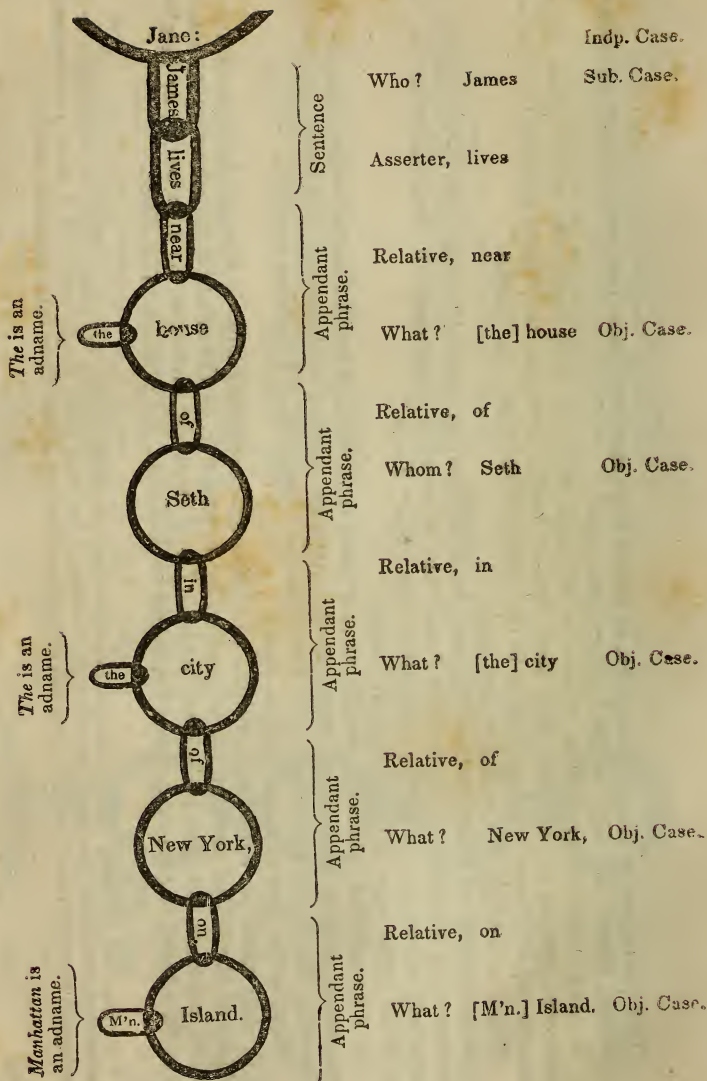 Jane: Indp. Case.
James Who? James Sub. Case.
Sentence
lives Asserter, lives
near Relative, near
Appendant
phrase.
The is an
adname.
the house What? [the] house Obj. Case.
of Relative, of
Appendant
phrase.
Seth Whom? Seth Obj. Case.
in Relative, in
Appendant
phrase.
The is an
adname.
the city What? [the] city Obj. Case.
of Relative, of
Appendant
phrase.
New York, What? New York, Obj. Case.
on Relative, on
Appendant
phrase.
Manhattan is
an adname.
M'n. Island. What? [M'n.] Island. Obj. Case.